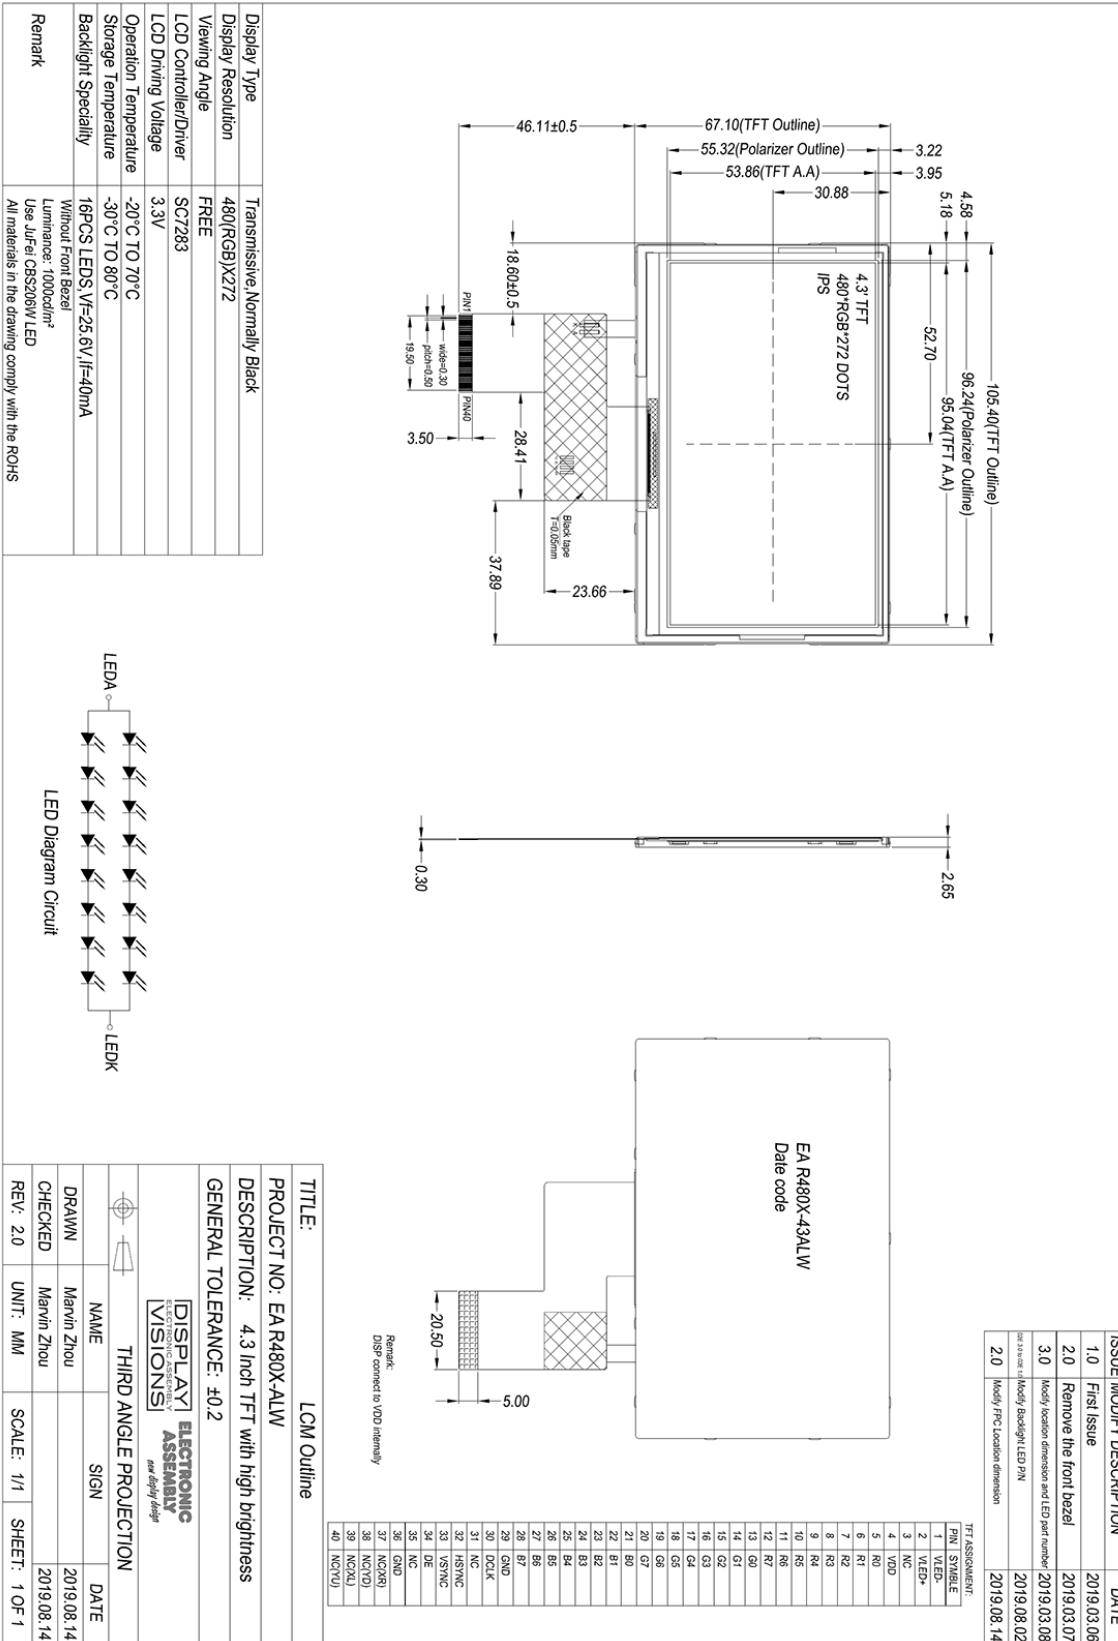 ISSUE MODIFY DESCRIPTION DATE
1.0 First Issue 2019.03.06
2.0 Remove the front bezel 2019.03.07
3.0 Modify location dimension and LED part number 2019.03.08
Modify Backlight LED P/N 2019.08.02
2.0 Modify FPC Location dimension 2019.08.14
105.40(TFT Outline)
4.58 96.24(Polarizer Outline)
5.18 95.04(TFT A.A)
52.70
3.22
3.95
67.10(TFT Outline)
55.32(Polarizer Outline)
53.86(TFT A.A)
30.88
46.11±0.5
4.3' TFT
480*RGB*272 DOTS
IPS
18.60±0.5
PIN1
PIN40
wide=0.30
pitch=0.50
19.50
3.50
28.41
Black tape
T=0.05mm
23.66
37.89
2.65
0.30
EA R480X-43ALW
Date code
20.50
5.00
Remark:
DISP connect to VDD internally
TFT ASSIGNMENT:
PIN SYMBLE
1 VLED-
2 VLED+
3 NC
4 VDD
5 R0
6 R1
7 R2
8 R3
9 R4
10 R5
11 R6
12 R7
13 G0
14 G1
15 G2
16 G3
17 G4
18 G5
19 G6
20 G7
21 B0
22 B1
23 B2
24 B3
25 B4
26 B5
27 B6
28 B7
29 GND
30 DCLK
31 NC
32 HSYNC
33 VSYNC
34 DE
35 NC
36 GND
37 NC(XR)
38 NC(YD)
39 NC(XL)
40 NC(YU)
Display Type Transmissive,Normally Black
Display Resolution 480(RGB)X272
Viewing Angle FREE
LCD Controller/Driver SC7283
LCD Driving Voltage 3.3V
Operation Temperature -20°C TO 70°C
Storage Temperature -30°C TO 80°C
Backlight Speciality 16PCS LEDS,Vf=25.6V,If=40mA
Remark
Without Front Bezel
Luminance: 1000cd/m²
Use JuFei CBS206W LED
All materials in the drawing comply with the ROHS
LEDA
LEDK
LED Diagram Circuit
TITLE: LCM Outline
PROJECT NO: EA R480X-ALW
DESCRIPTION: 4.3 Inch TFT with high brightness
GENERAL TOLERANCE: ±0.2
DISPLAY
ELECTRONIC ASSEMBLY
VISIONS
ELECTRONIC
ASSEMBLY
new display design
THIRD ANGLE PROJECTION
NAME SIGN DATE
DRAWN Marvin Zhou 2019.08.14
CHECKED Marvin Zhou 2019.08.14
REV: 2.0 UNIT: MM SCALE: 1/1 SHEET: 1 OF 1